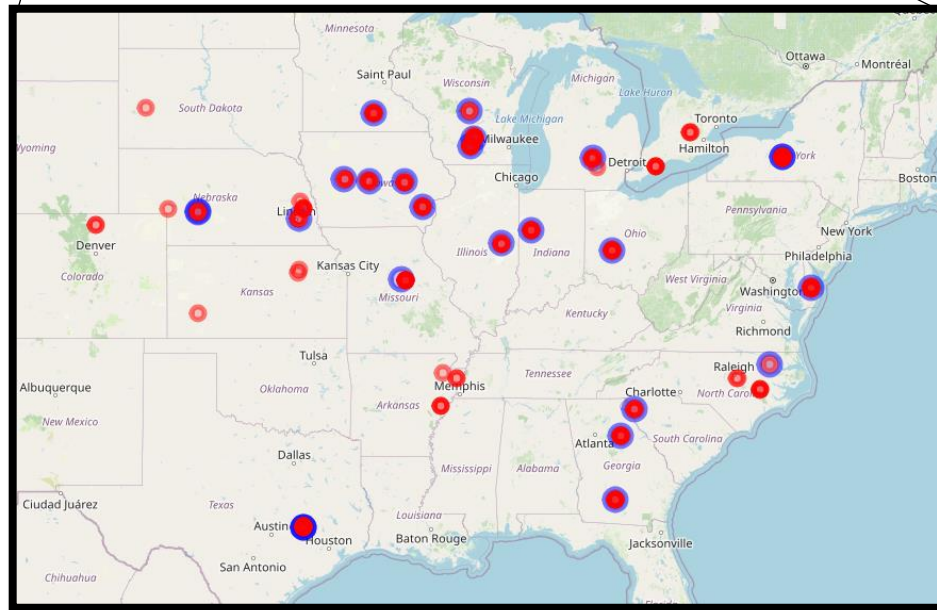 Minnesota
Ottawa
Montréal
Saint Paul
Wisconsin
Michigan
Lake Huron
South Dakota
Toronto
Lake Michigan
Hamilton
Milwaukee
yoming
York
Detroit
Chicago
Boston
Nebraska
Pennsylvania
New York
Denver
Illinois
Indiana
Ohio
Philadelphia
Colorado
Kansas City
West Virginia
Washington
Kansas
Missouri
Virginia
Kentucky
Richmond
Tulsa
Raleigh
Albuquerque
Oklahoma
Tennessee
Memphis
Charlotte
North Caro
Arkansas
New Mexico
Atlanta
South Carolina
Dallas
Mississippi
Alabama
Georgia
Ciudad Juárez
Texas
Louisiana
Austin
Houston
Baton Rouge
Jacksonville
San Antonio
Chihuahua